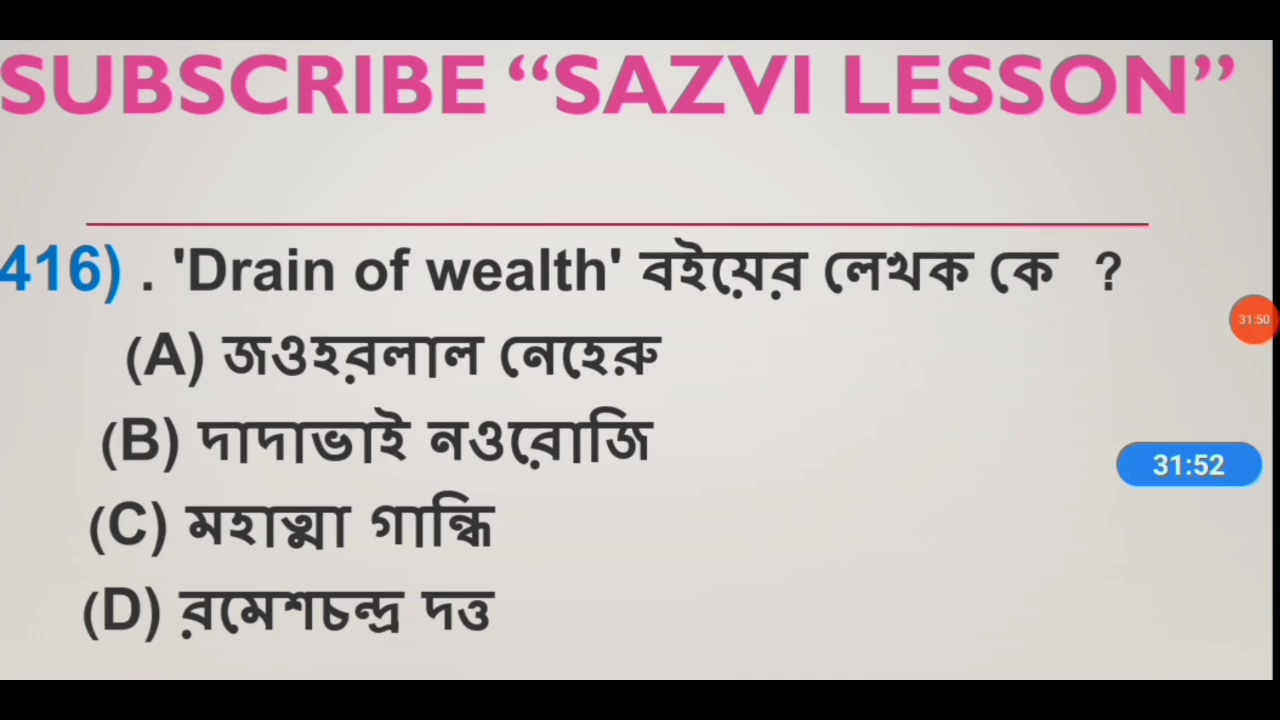 SUBSCRIBE “SAZVI LESSON”
416) . 'Drain of wealth' বইয়ের লেখক কে ?
(A) জওহরলাল নেহেরু
(B) দাদাভাই নওরোজি
(C) মহাত্মা গান্ধি
(D) রমেশচন্দ্র দত্ত
31:50
31:52